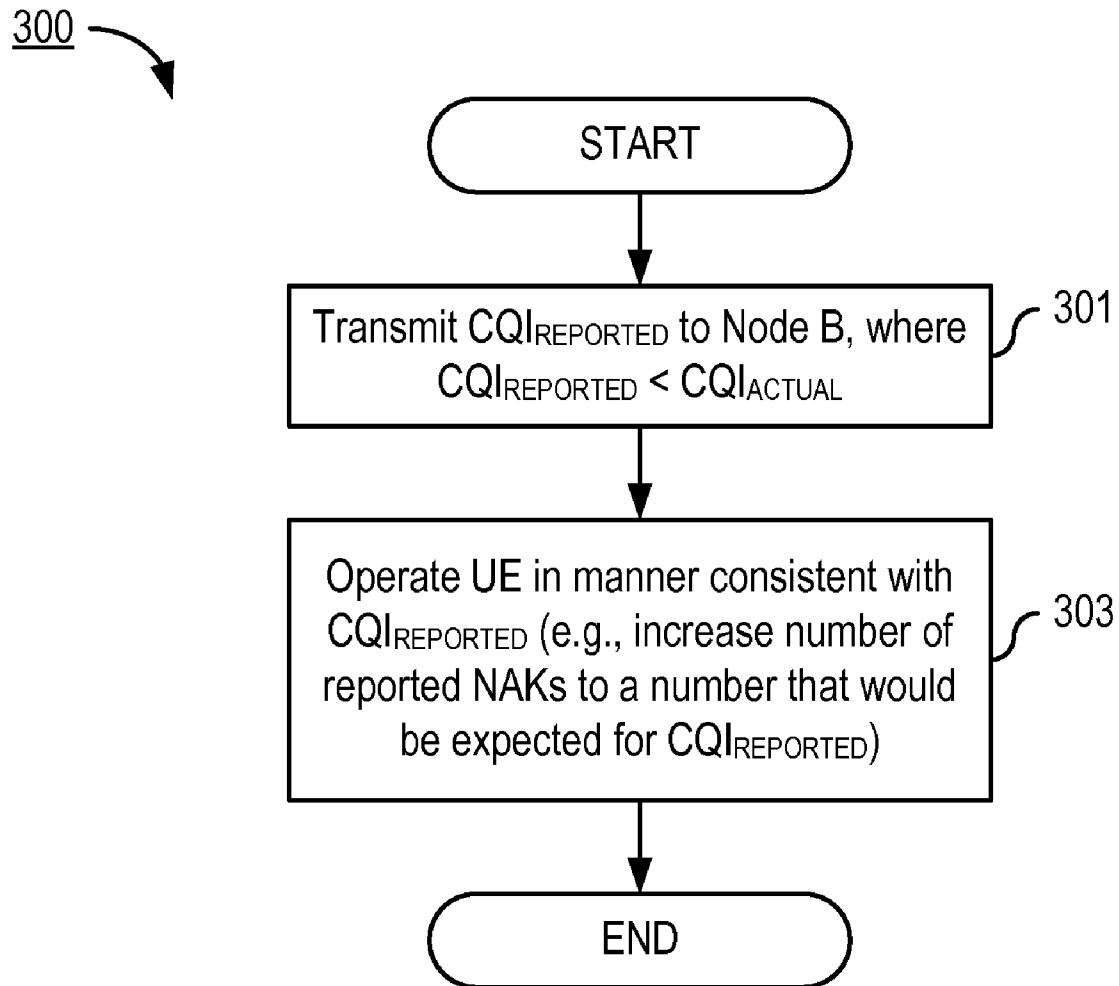 300
START
Transmit CQIREPORTED to Node B, where
CQIREPORTED < CQIACTUAL
301
Operate UE in manner consistent with
CQIREPORTED (e.g., increase number of
reported NAKs to a number that would
be expected for CQIREPORTED)
303
END